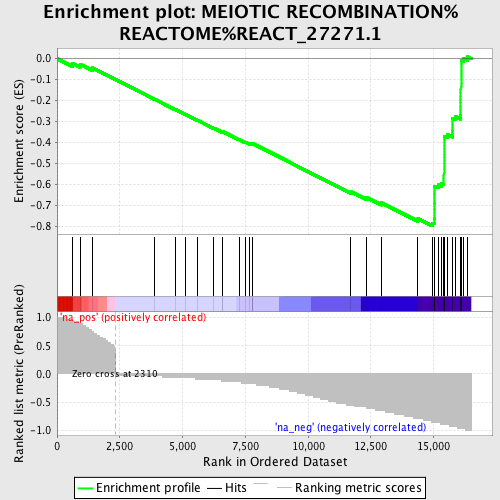 Enrichment plot: MEIOTIC RECOMBINATION%
REACTOME%REACT_27271.1
Enrichment score (ES)
0.0
-0.1
-0.2
-0.3
-0.4
-0.5
-0.6
-0.7
-0.8
Ranked list metric (PreRanked)
1.0
0.5
0.0
-0.5
-1.0
'na_pos' (positively correlated)
Zero cross at 2310
'na_neg' (negatively correlated)
0 2,500 5,000 7,500 10,000 12,500 15,000
Rank in Ordered Dataset
Enrichment profile Hits Ranking metric scores